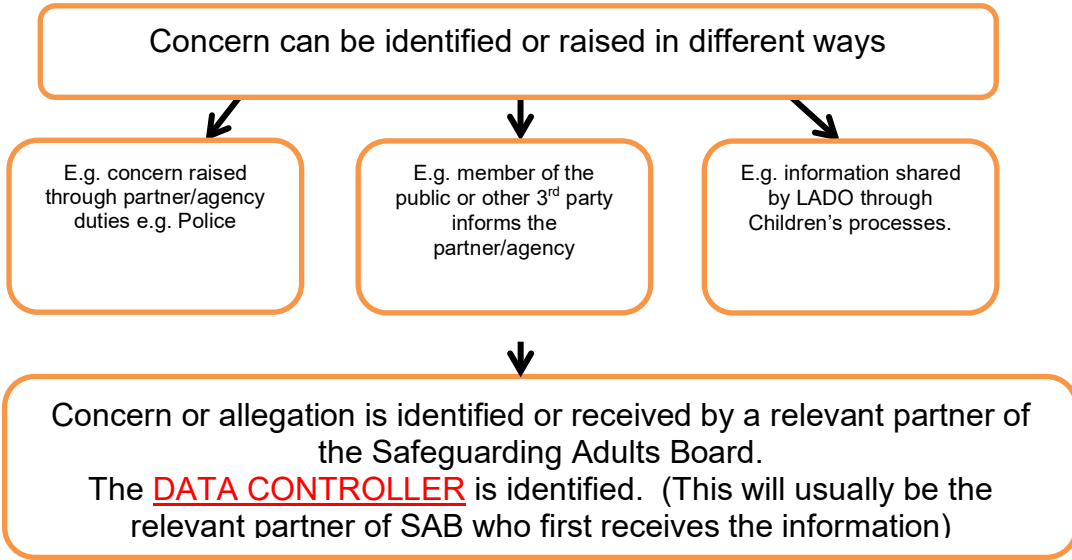 Concern can be identified or raised in different ways
E.g. concern raised
through partner/agency
duties e.g. Police
E.g. member of the
public or other 3rd party
informs the
partner/agency
E.g. information shared
by LADO through
Children’s processes.
Concern or allegation is identified or received by a relevant partner of
the Safeguarding Adults Board.
The DATA CONTROLLER is identified.  (This will usually be the
relevant partner of SAB who first receives the information)